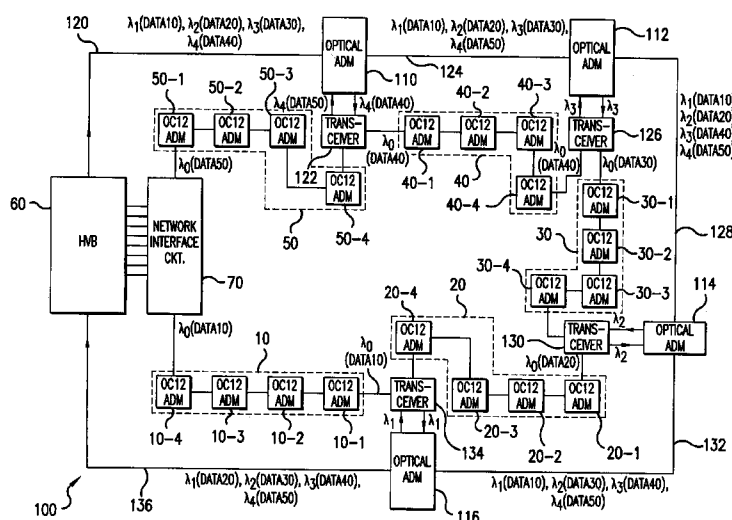 120
λ1(DATA10), λ2(DATA20), λ3(DATA30),
λ4(DATA40)
OPTICAL
ADM
110
λ1(DATA10), λ2(DATA20), λ3(DATA30),
λ4(DATA50)
124
OPTICAL
ADM
112
λ1(DATA10)
λ2(DATA20)
λ3(DATA40)
λ4(DATA50)
50-1
50-2
50-3
OC12
ADM
OC12
ADM
OC12
ADM
λ4(DATA50)
λ4(DATA40)
TRANS-
CEIVER
122
λ0
(DATA40)
40-1
40-2
40-3
OC12
ADM
OC12
ADM
OC12
ADM
λ0
(DATA40)
40
OC12
ADM
40-4
λ3
λ3
TRANS-
CEIVER
126
λ0(DATA30)
λ0(DATA50)
OC12
ADM
50
50-4
60
HVB
NETWORK
INTERFACE
CKT.
70
OC12
ADM
30-1
30
OC12
ADM
30-2
128
30-4
OC12
ADM
OC12
ADM
30-3
114
λ2
λ2
TRANS-
CEIVER
130
OPTICAL
ADM
λ0(DATA20)
λ0(DATA10)
20-4
20
OC12
ADM
10
OC12
ADM
OC12
ADM
OC12
ADM
OC12
ADM
10-4
10-3
10-2
10-1
λ0
(DATA10)
TRANS-
CEIVER
134
λ1
λ1
OC12
ADM
OC12
ADM
OC12
ADM
20-3
20-2
20-1
132
100
136
λ1(DATA20), λ2(DATA30), λ3(DATA40),
λ4(DATA50)
OPTICAL
ADM
116
λ1(DATA10), λ2(DATA30), λ3(DATA40),
λ4(DATA50)